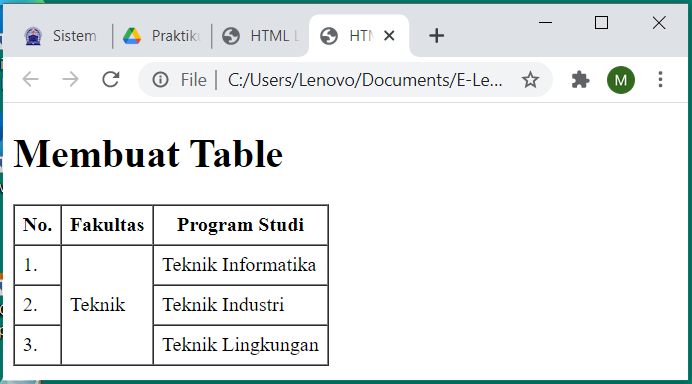 Sistem
Praktik
HTML L
HTM
File
C:/Users/Lenovo/Documents/E-Le...
M
Membuat Table
No. Fakultas Program Studi
1. Teknik Informatika
2. Teknik Teknik Industri
3. Teknik Lingkungan